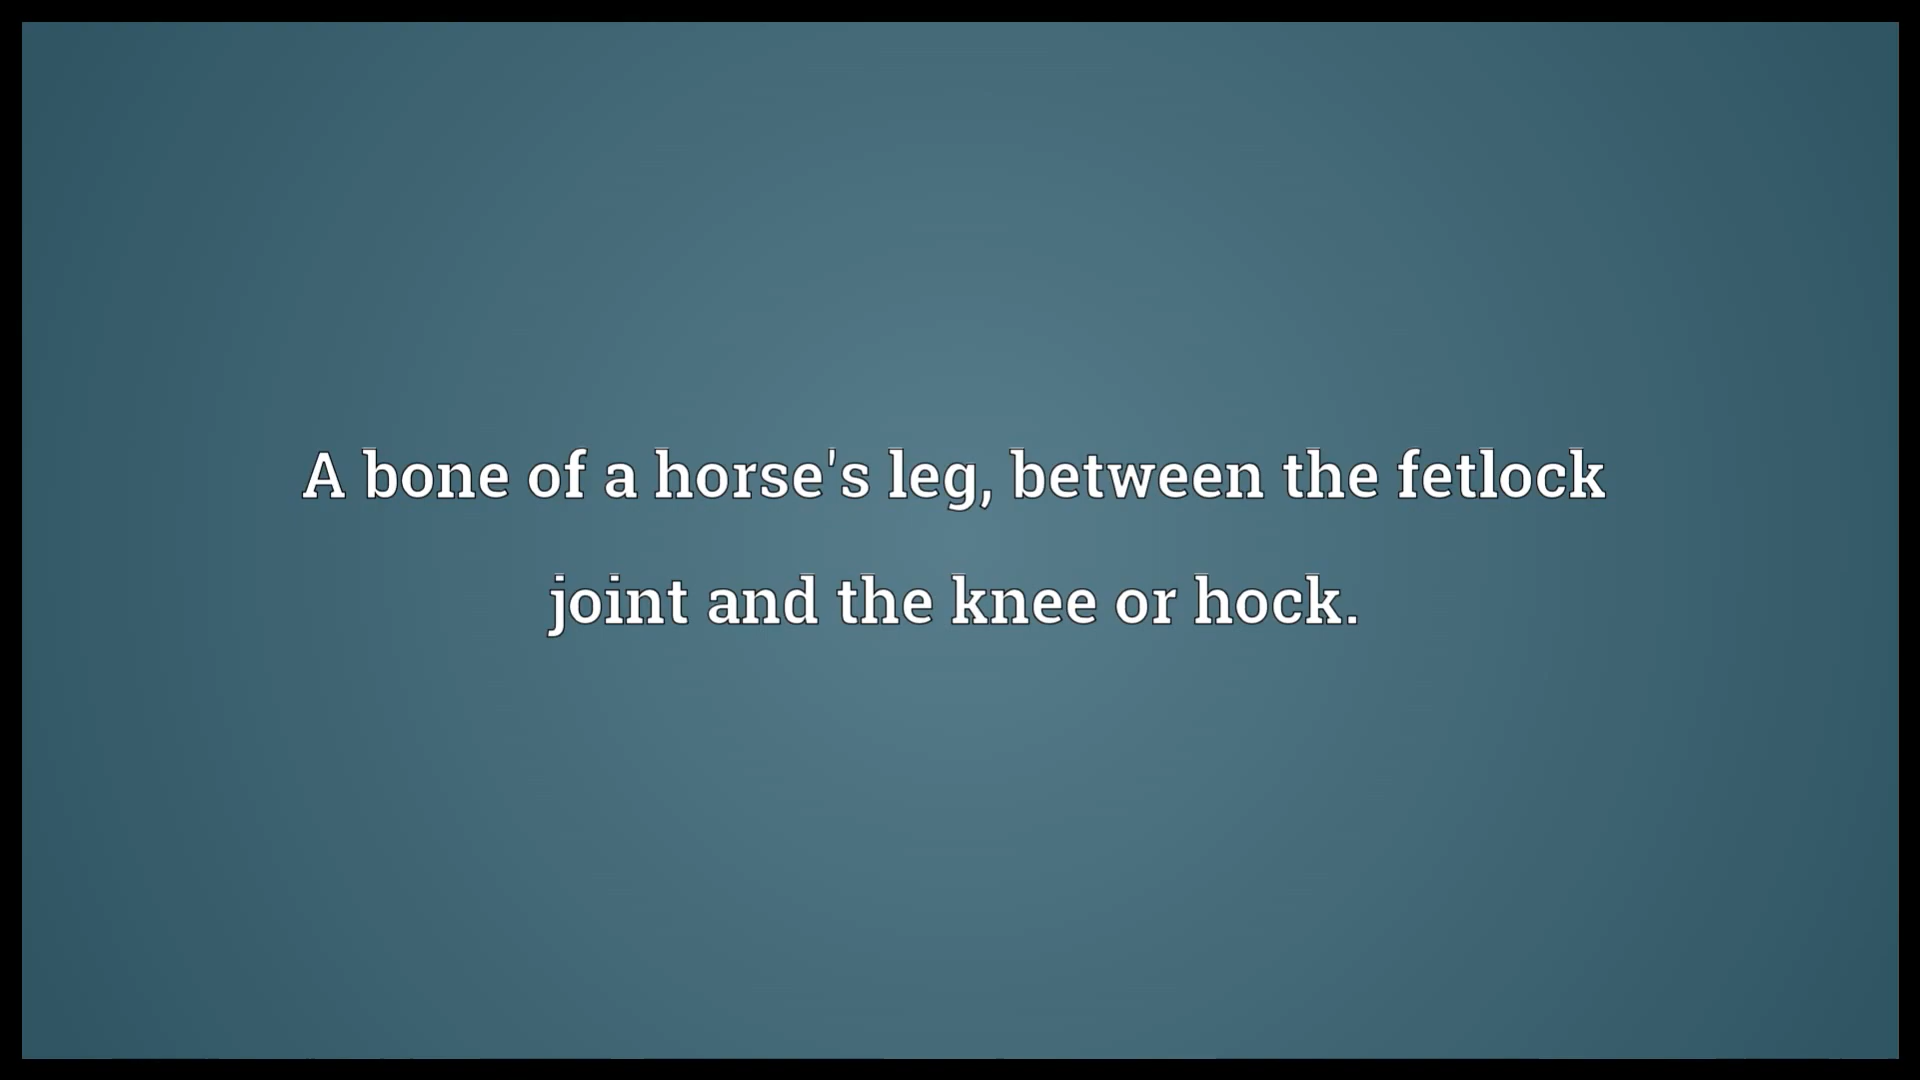 A bone of a horse's leg, between the fetlock
joint and the knee or hock.